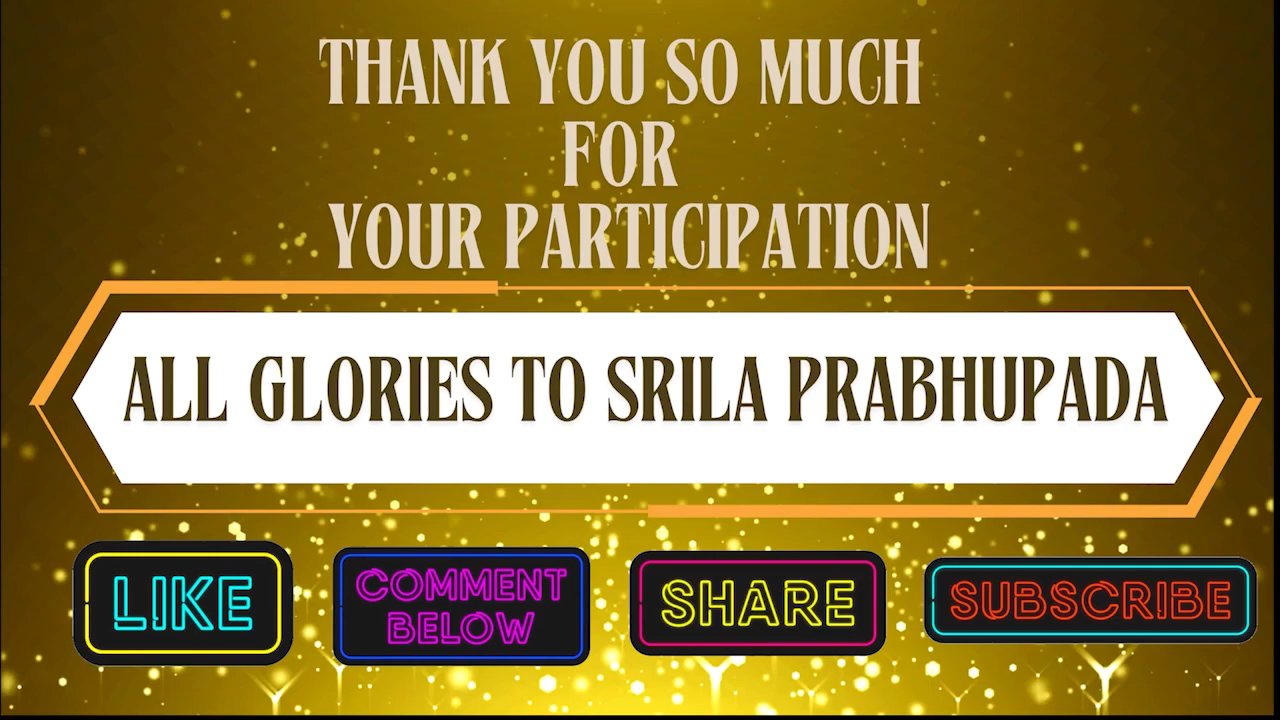 THANK YOU SO MUCH
FOR
YOUR PARTICIPATION
ALL GLORIES TO SRILA PRABHUPADA
LIKE
COMMENT
BELOW
SHARE
SUBSCRIBE